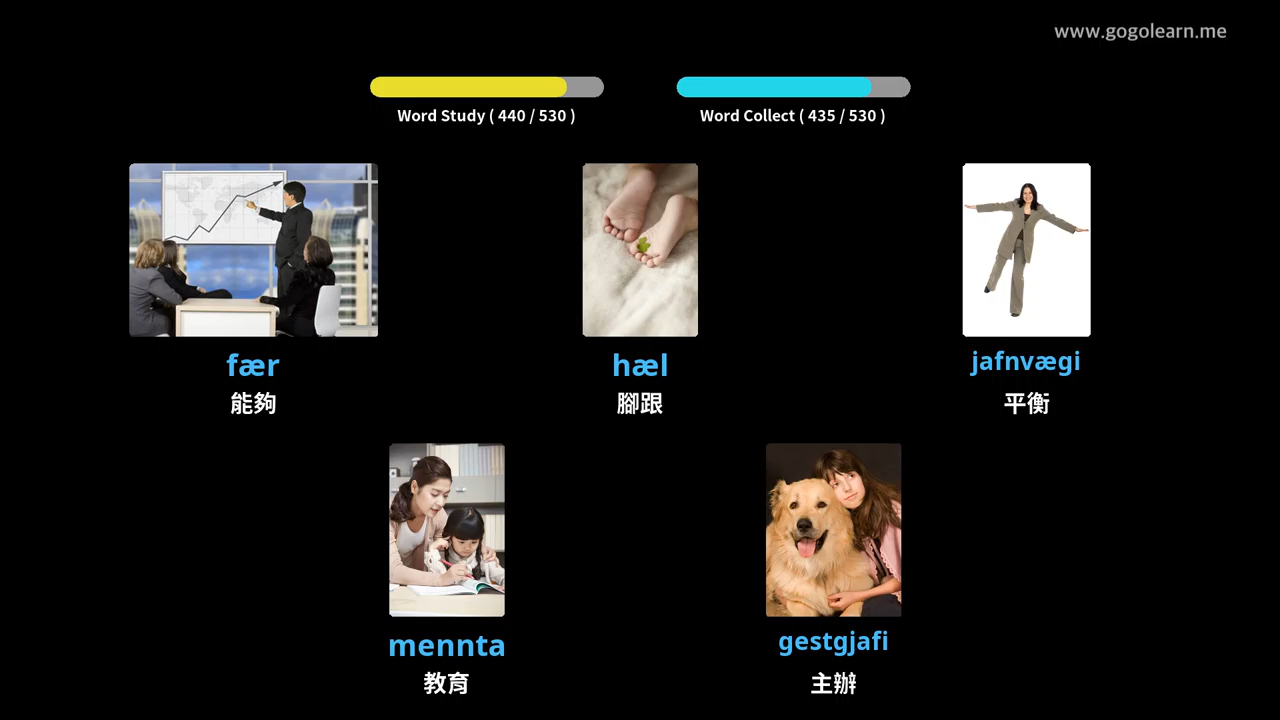 www.gogolearn.me
Word Study ( 440 / 530 )
Word Collect ( 435 / 530 )
fær
能夠
hæl
腳跟
jafnvægi
平衡
mennta
教育
gestgjafi
主辦